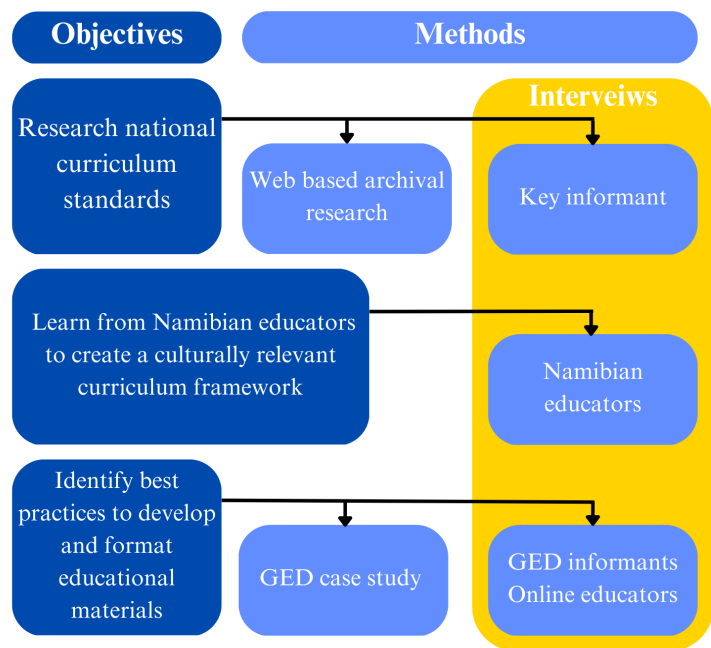 Objectives
Methods
Interveiws
Research national
curriculum
standards
Web based archival
research
Key informant
Learn from Namibian educators
to create a culturally relevant
curriculum framework
Namibian
educators
Identify best
practices to develop
and format
educational
materials
GED case study
GED informants
Online educators